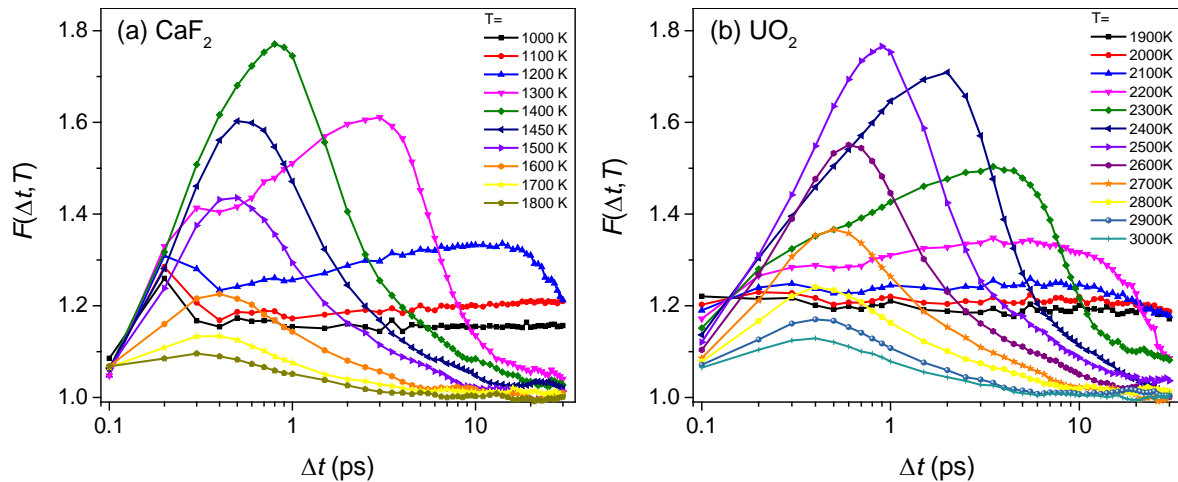 (a) CaF2
T=
1000 K
1100 K
1200 K
1300 K
1400 K
1450 K
1500 K
1600 K
1700 K
1800 K
1.8
1.6
1.4
1.2
1.0
F(Δt,T)
0.1 1 10
Δt (ps)
(b) UO2
T=
1900K
2000K
2100K
2200K
2300K
2400K
2500K
2600K
2700K
2800K
2900K
3000K
1.8
1.6
1.4
1.2
1.0
F(Δt,T)
0.1 1 10
Δt (ps)